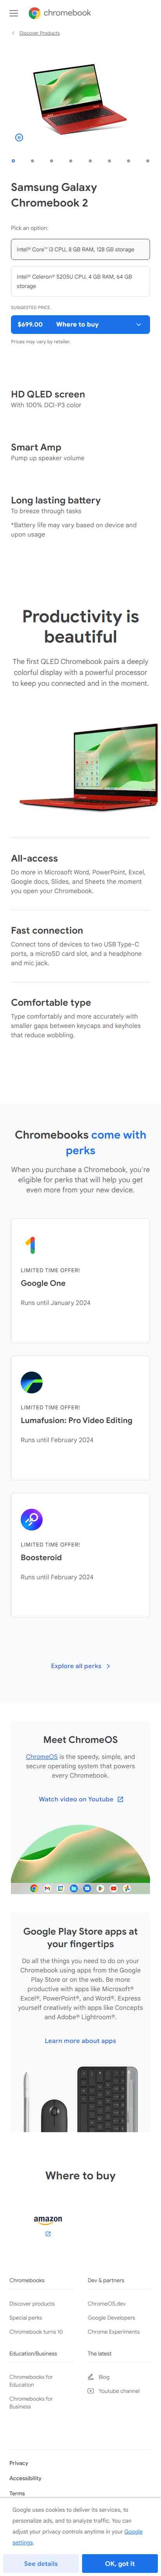 chromebook
Discover Products
Samsung Galaxy
Chromebook 2
Pick an option:
Intel® Core™ i3 CPU, 8 GB RAM, 128 GB storage
Intel® Celeron® 5205U CPU, 4 GB RAM, 64 GB
storage
SUGGESTED PRICE
$699.00 Where to buy
Prices may vary by retailer.
HD QLED screen
With 100% DCI-P3 color
Smart Amp
Pump up speaker volume
Long lasting battery
To breeze through tasks
*Battery life may vary based on device and
upon usage
Productivity is
beautiful
The first QLED Chromebook pairs a deeply
colorful display with a powerful processor
to keep you connected and in the moment.
All-access
Do more in Microsoft Word, PowerPoint, Excel,
Google docs, Slides, and Sheets the moment
you open your Chromebook.
Fast connection
Connect tons of devices to two USB Type-C
ports, a microSD card slot, and a headphone
and mic jack.
Comfortable type
Type comfortably and more accurately with
smaller gaps between keycaps and keyholes
that reduce wobbling.
Chromebooks come with
perks
When you purchase a Chromebook, you're
eligible for perks that will help you get
even more from your new device.
LIMITED TIME OFFER!
Google One
Runs until January 2024
LIMITED TIME OFFER!
Lumafusion: Pro Video Editing
Runs until February 2024
LIMITED TIME OFFER!
Boosteroid
Runs until February 2024
Explore all perks
Meet ChromeOS
ChromeOS is the speedy, simple, and
secure operating system that powers
every Chromebook.
Watch video on Youtube
Google Play Store apps at
your fingertips
Do all the things you need to do on your
Chromebook using apps from the Google
Play Store or on the web. Be more
productive with apps like Microsoft®
Excel®, PowerPoint®, and Word®. Express
yourself creatively with apps like Concepts
and Adobe® Lightroom®.
Learn more about apps
Where to buy
amazon
Chromebooks
Discover products
Special perks
Chromebook turns 10
Dev & partners
ChromeOS.dev
Google Developers
Chrome Experiments
Education/Business
Chromebooks for
Education
Chromebooks for
Business
The latest
Blog
Youtube channel
Privacy
Accessibility
Terms
Google uses cookies to deliver its services, to
personalize ads, and to analyze traffic. You can
adjust your privacy controls anytime in your Google
settings.
See details
OK, got it